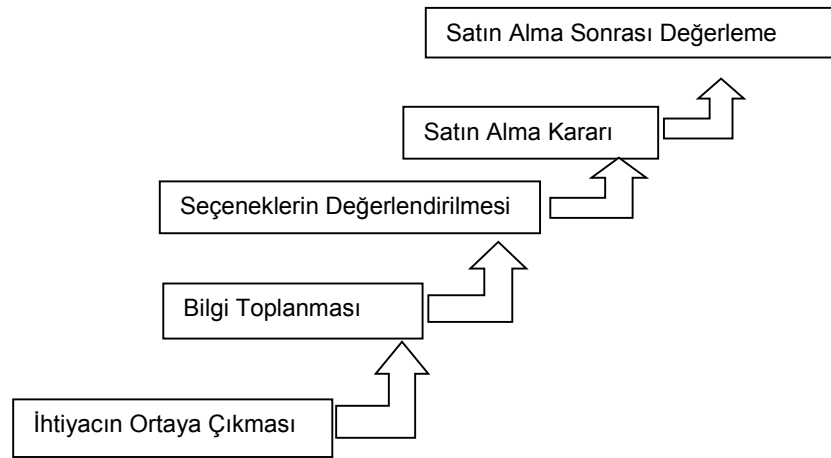 Satın Alma Sonrası Değerleme
Satın Alma Kararı
Seçeneklerin Değerlendirilmesi
Bilgi Toplanması
İhtiyacın Ortaya Çıkması